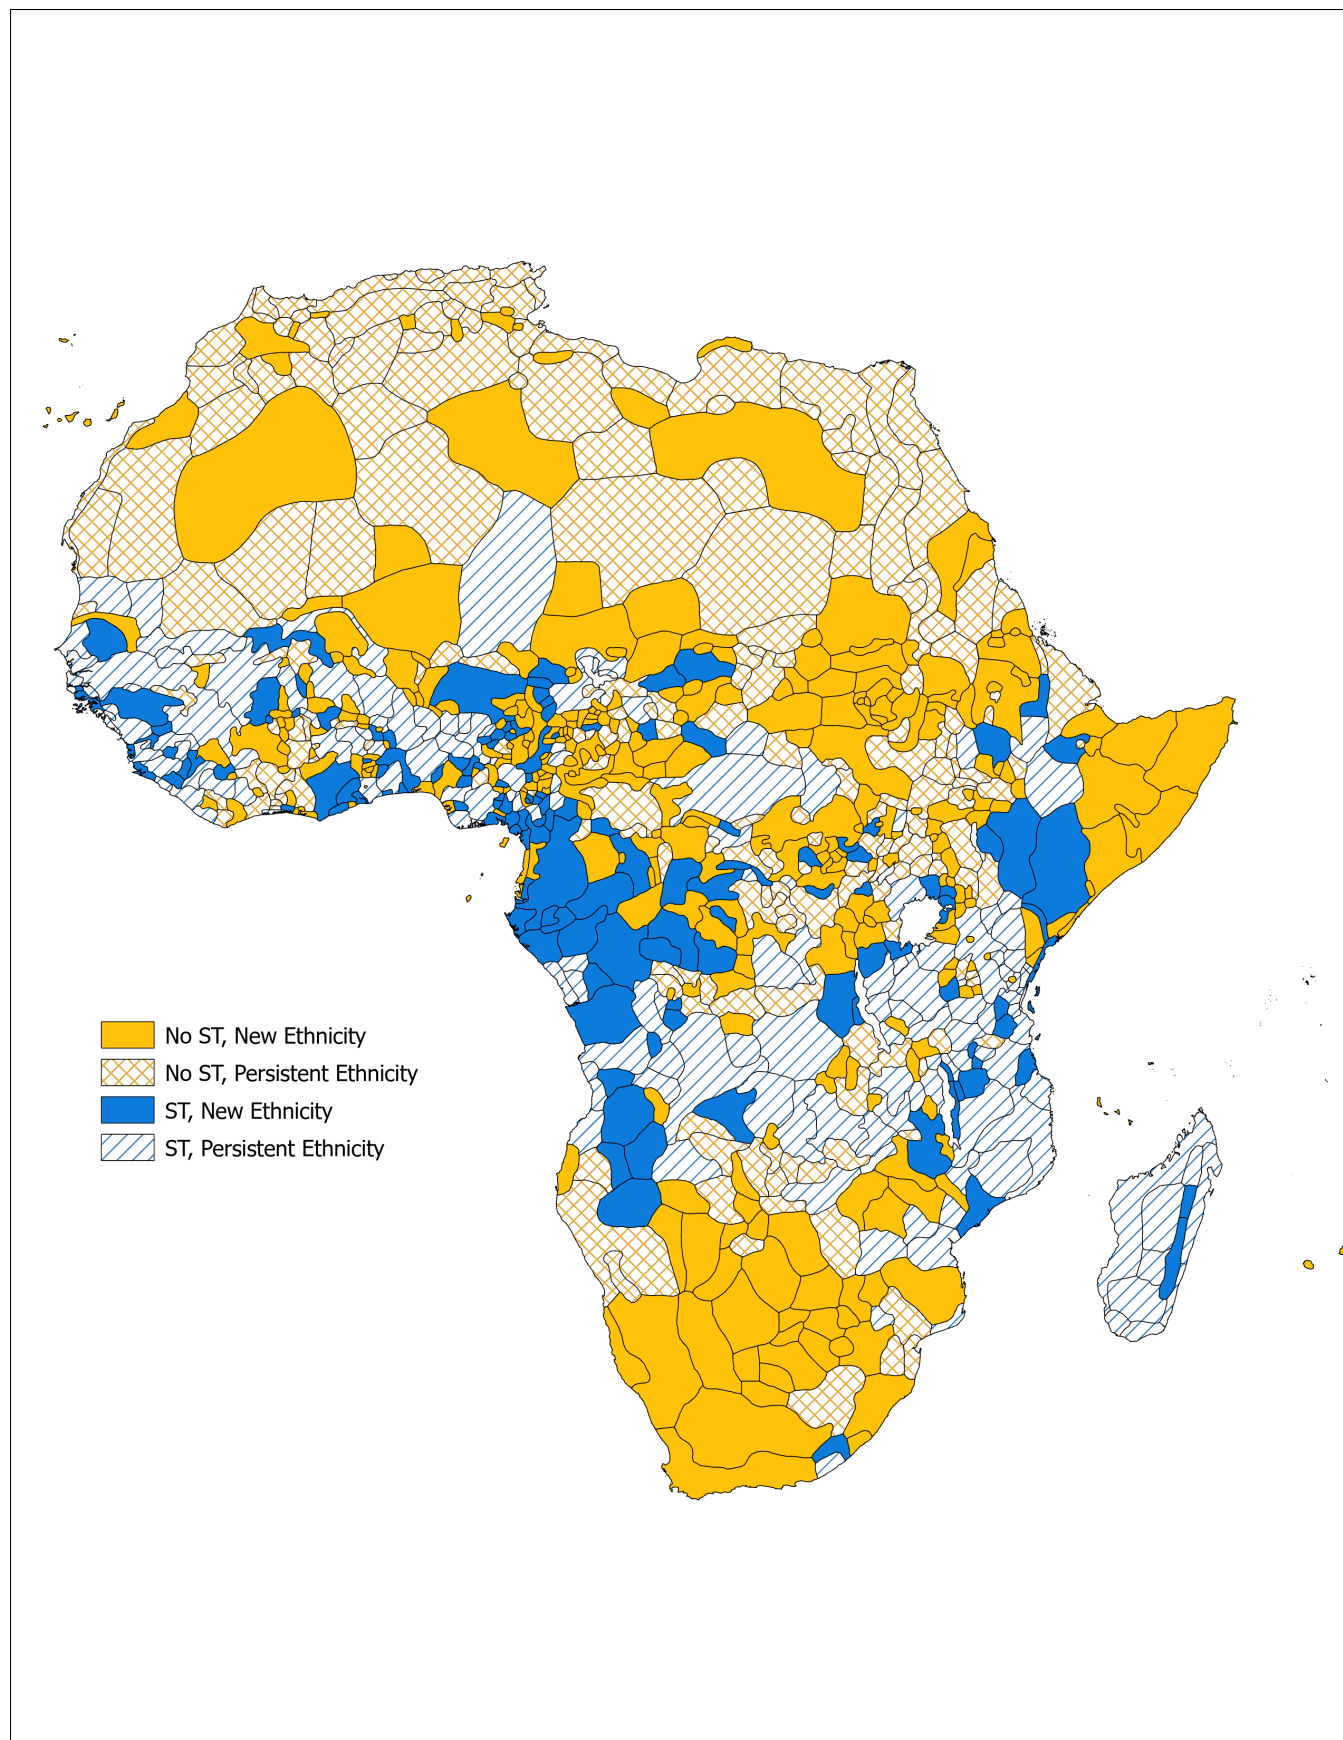 No ST, New Ethnicity
No ST, Persistent Ethnicity
ST, New Ethnicity
ST, Persistent Ethnicity